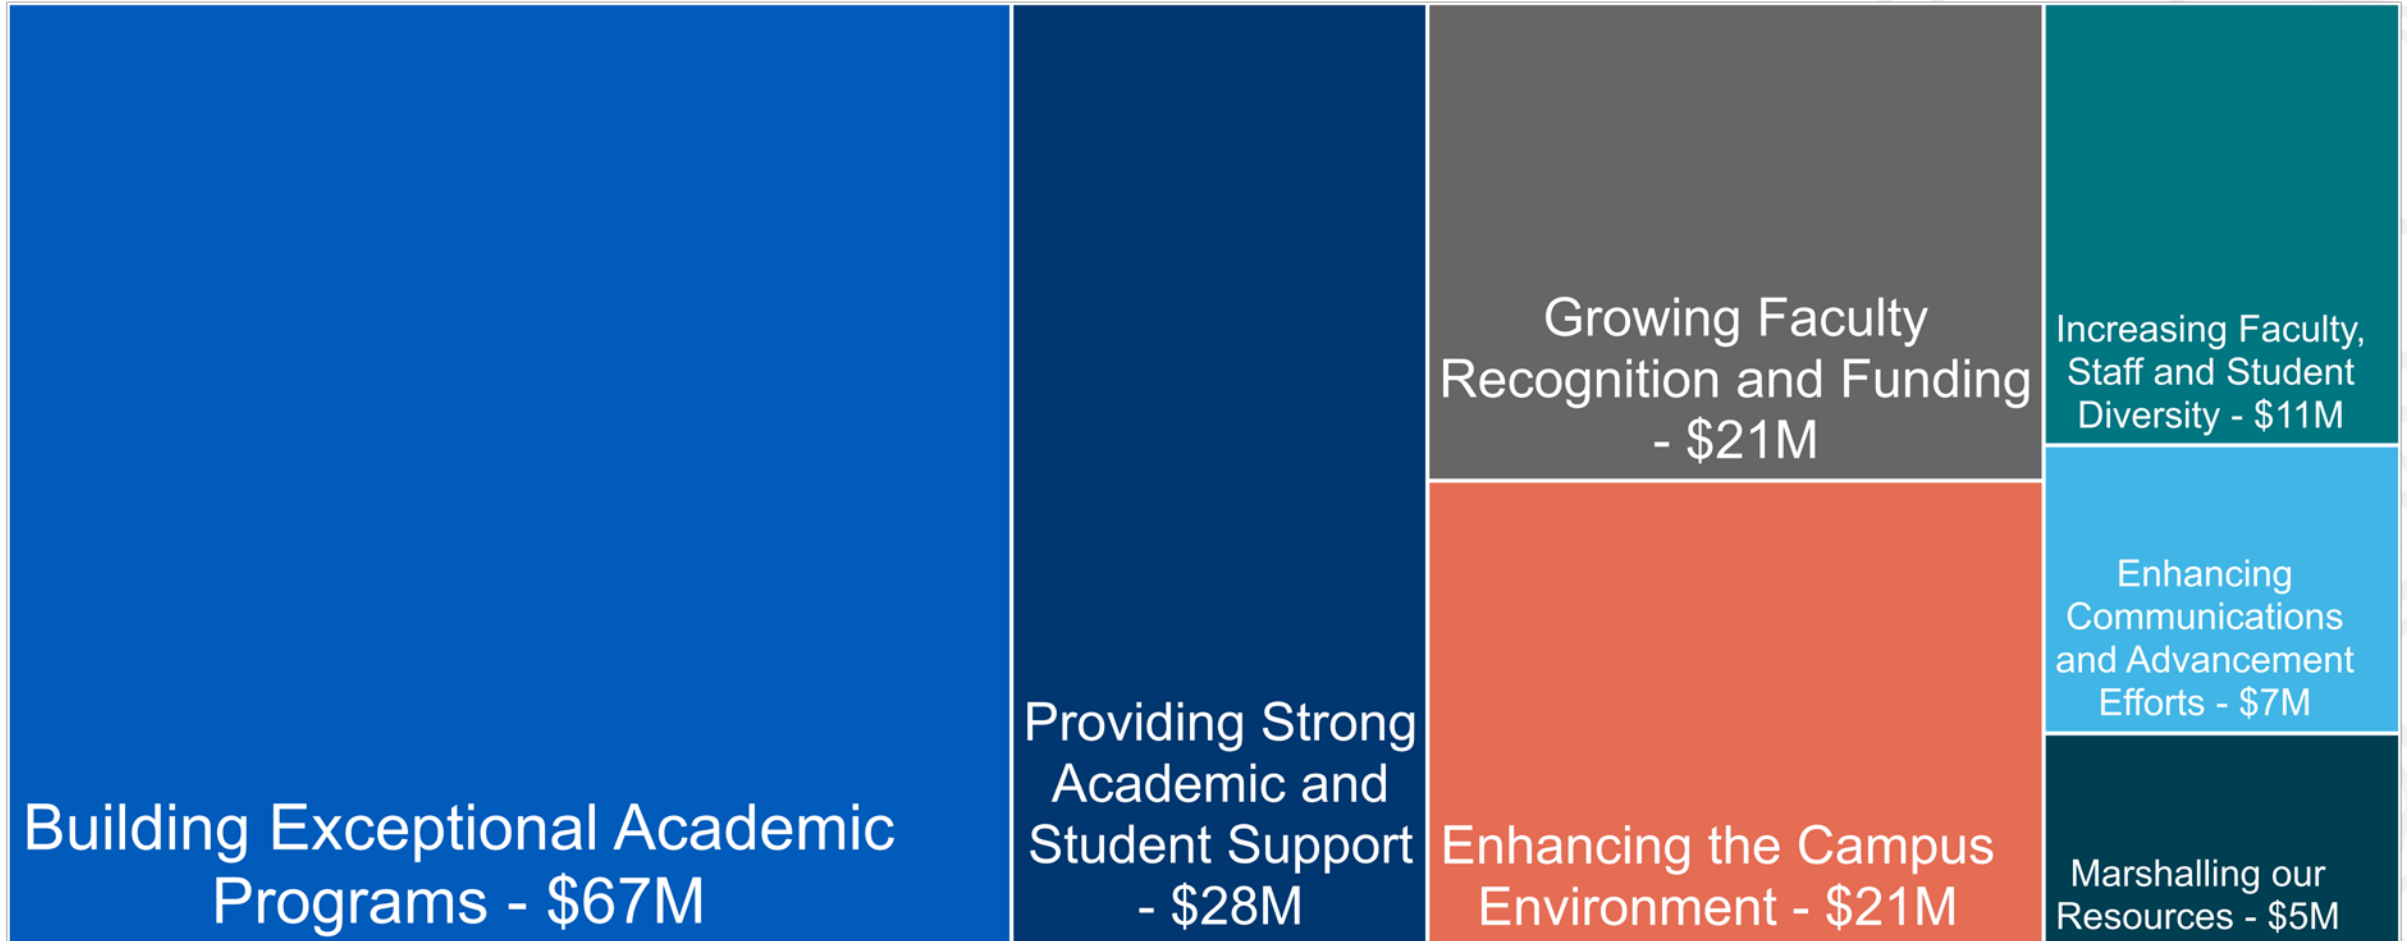 Building Exceptional Academic
Programs - $67M
Providing Strong
Academic and
Student Support
- $28M
Growing Faculty
Recognition and Funding
- $21M
Enhancing the Campus
Environment - $21M
Increasing Faculty,
Staff and Student
Diversity - $11M
Enhancing
Communications
and Advancement
Efforts - $7M
Marshalling our
Resources - $5M